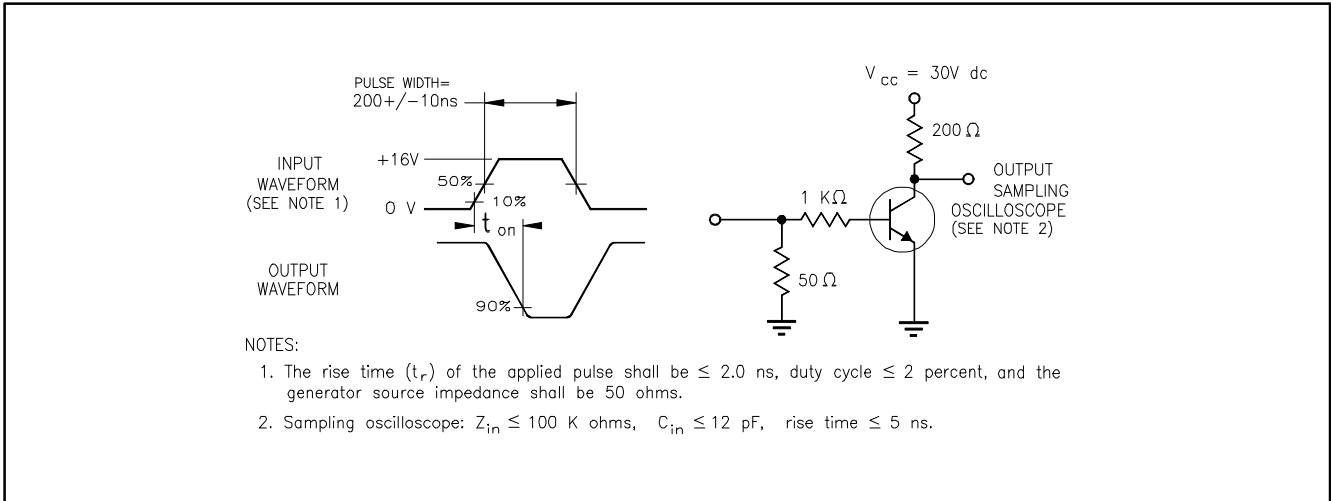 PULSE WIDTH=
200+/-10ns
INPUT
WAVEFORM
(SEE NOTE 1)
+16V
50%
10%
0 V
t on
OUTPUT
WAVEFORM
90%
V CC = 30V dc
200 Ω
OUTPUT
SAMPLING
OSCILLOSCOPE
(SEE NOTE 2)
1 KΩ
50 Ω
NOTES:
1. The rise time (tr) of the applied pulse shall be ≤ 2.0 ns, duty cycle ≤ 2 percent, and the
generator source impedance shall be 50 ohms.
2. Sampling oscilloscope: Zin ≤ 100 K ohms, Cin ≤ 12 pF, rise time ≤ 5 ns.